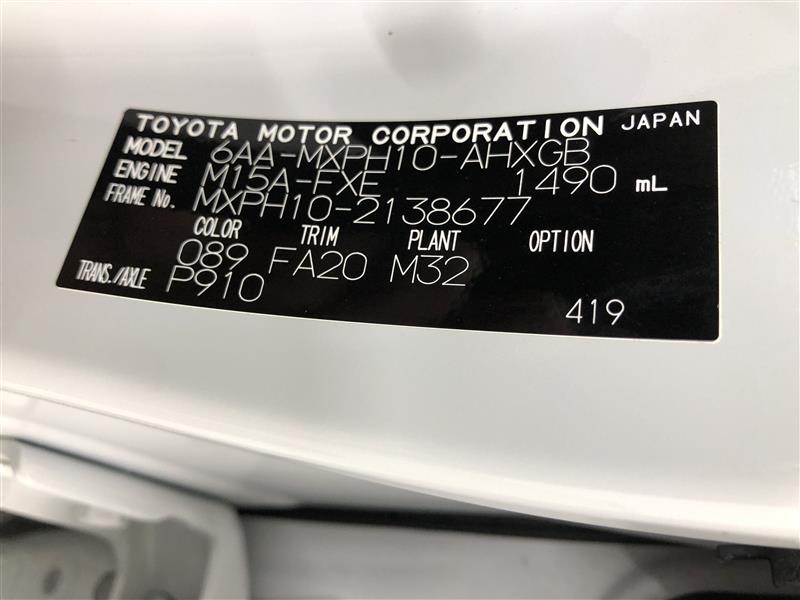 TOYOTA MOTOR CORPORATION JAPAN
MODEL 6AA-MXPH10-AHXGB
ENGINE M15A-FXE 1490 mL
FRAME No. MXPH10-2138677
COLOR TRIM PLANT OPTION
089 FA20 M32
TRANS./AXLE P910
419